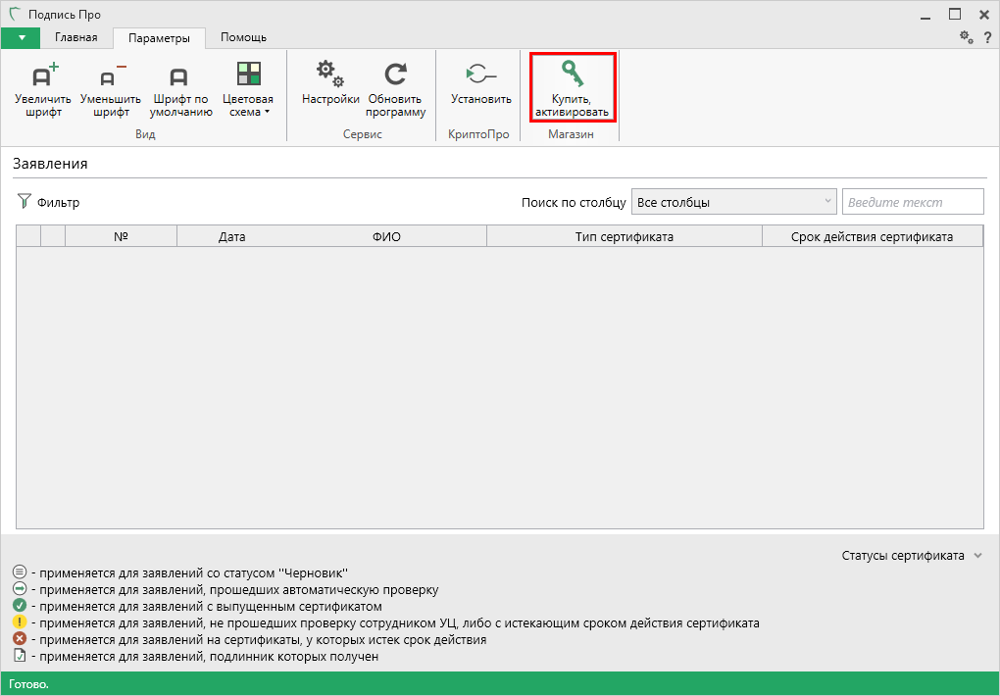 Подпись Про
Главная
Параметры
Помощь
?
Увеличить
шрифт
Уменьшить
шрифт
Шрифт по
умолчанию
Цветовая
схема
Настройки
Обновить
программу
Установить
Купить,
активировать
Вид
Сервис
КриптоПро
Магазин
Заявления
Фильтр
Поиск по столбцу
Все столбцы
Введите текст
№
Дата
ФИО
Тип сертификата
Срок действия сертификата
Статусы сертификата
- применяется для заявлений со статусом "Черновик"
- применяется для заявлений, прошедших автоматическую проверку
- применяется для заявлений с выпущенным сертификатом
- применяется для заявлений, не прошедших проверку сотрудником УЦ, либо с истекающим сроком действия сертификата
- применяется для заявлений на сертификаты, у которых истек срок действия
- применяется для заявлений, подлинник которых получен
Готово.